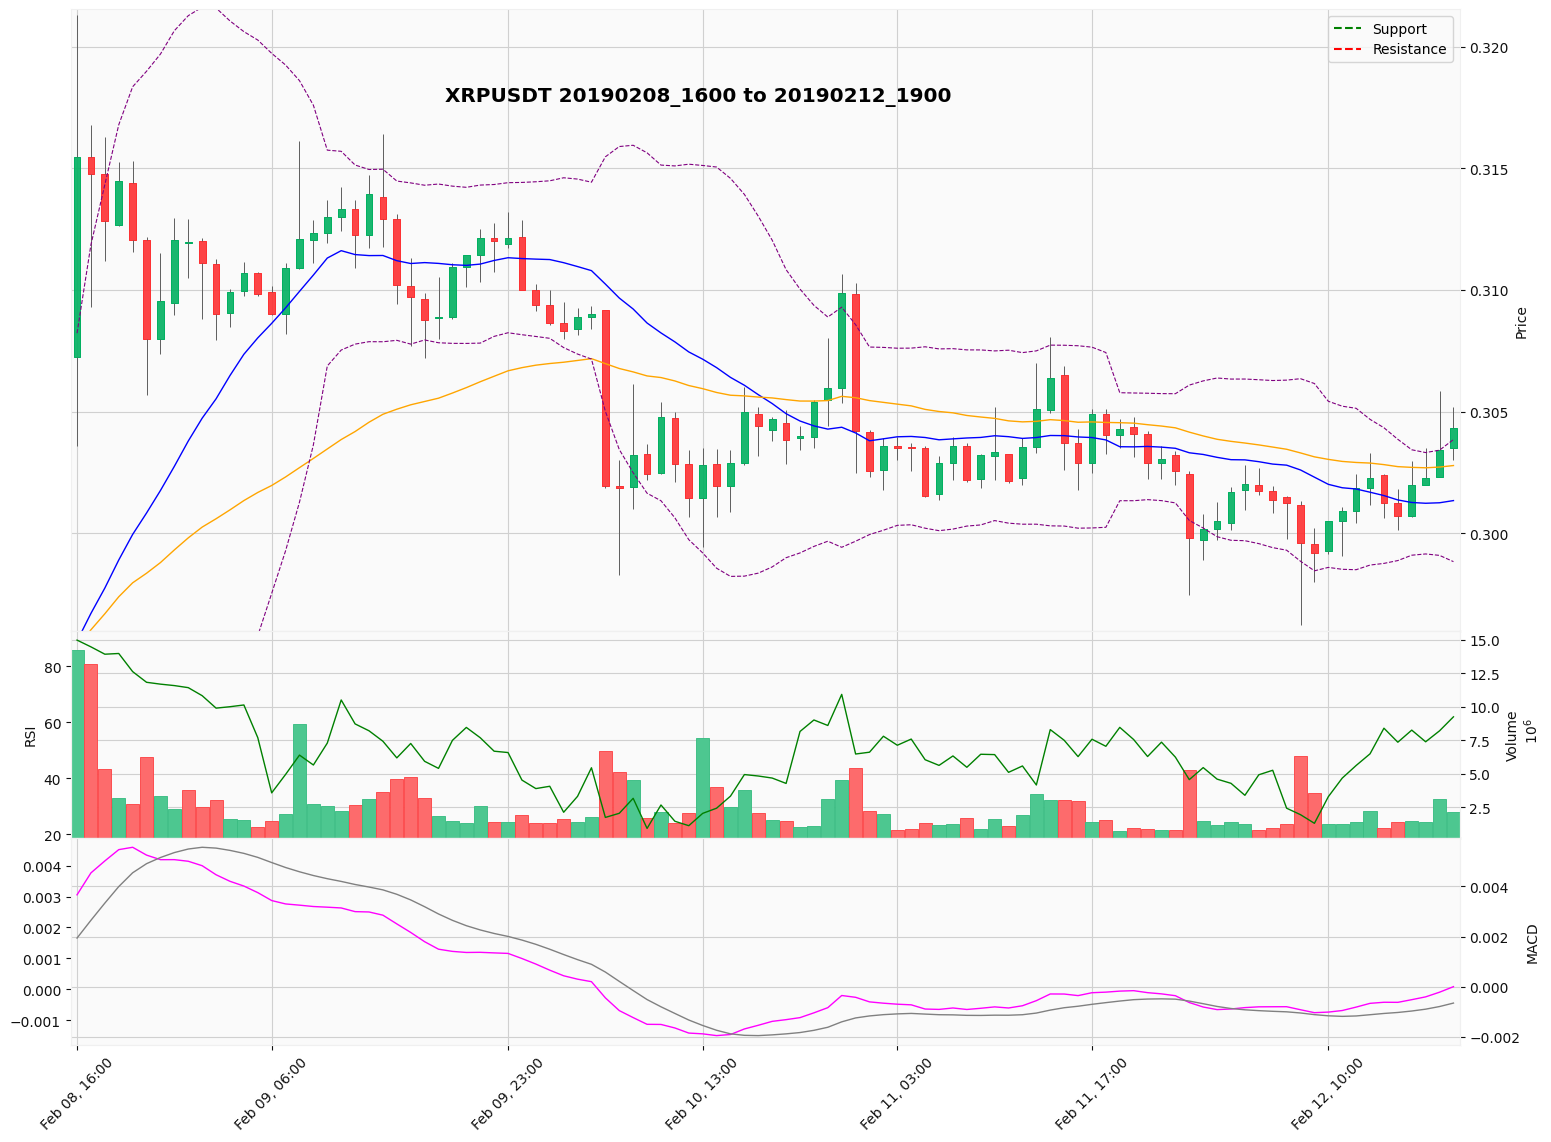 XRPUSDT 20190208_1600 to 20190212_1900
Support
Resistance
0.320
0.315
0.310
0.305
0.300
Price
80
60
40
20
RSI
15.0
12.5
10.0
7.5
5.0
2.5
Volume
10^6
0.004
0.003
0.002
0.001
0.000
−0.001
0.004
0.002
0.000
−0.002
MACD
Feb 08, 16:00
Feb 09, 06:00
Feb 09, 23:00
Feb 10, 13:00
Feb 11, 03:00
Feb 11, 17:00
Feb 12, 10:00